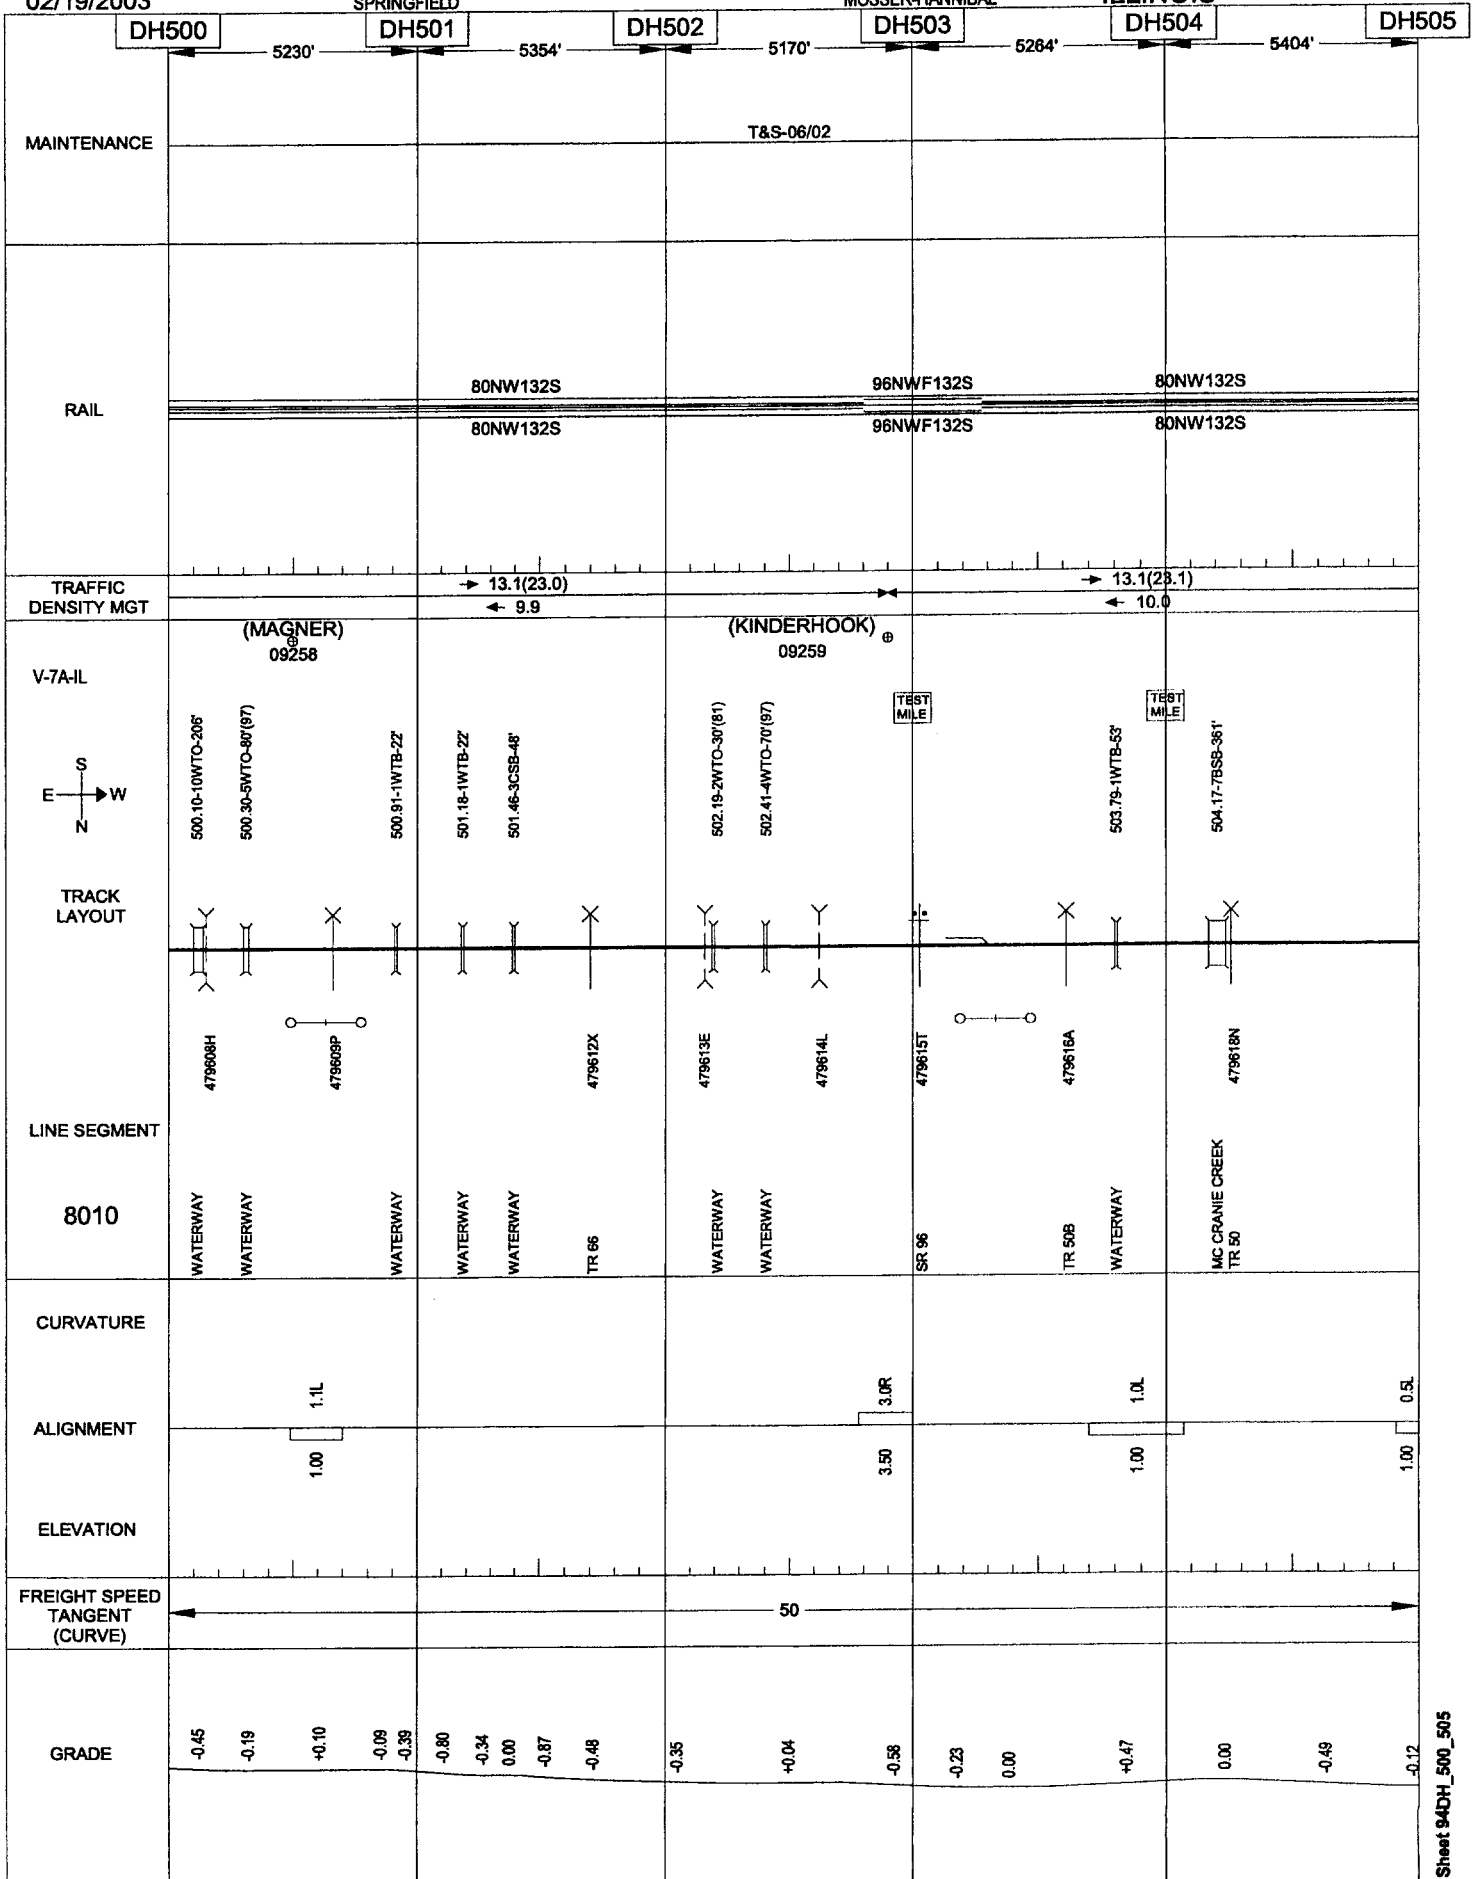 02/19/2003
SPRINGFIELD
MOSSER-HANNIBAL
ILLINOIS
DH500
DH501
DH502
DH503
DH504
DH505
5230'
5354'
5170'
5264'
5404'
MAINTENANCE
T&S-06/02
RAIL
80NW132S
96NWF132S
80NW132S
80NW132S
96NWF132S
80NW132S
TRAFFIC
DENSITY MGT
13.1(23.0)
9.9
13.1(23.1)
10.0
(MAGNER)
09258
(KINDERHOOK)
09259
V-7A-IL
TEST
MILE
TEST
MILE
S
E
W
N
500.10-10WTO-206'
500.30-5WTO-80'(97)
500.91-1WTB-22'
501.18-1WTB-22'
501.46-3CSB-48'
502.19-2WTO-30'(81)
502.41-4WTO-70'(97)
503.79-1WTB-53'
504.17-7BSB-361'
TRACK
LAYOUT
479608H
479609P
479612X
479613E
479614L
479615T
479616A
479618N
LINE SEGMENT
8010
WATERWAY
WATERWAY
WATERWAY
WATERWAY
WATERWAY
TR 66
WATERWAY
WATERWAY
SR 96
TR 50B
WATERWAY
MC CRANIE CREEK
TR 50
CURVATURE
1.1L
3.0R
1.0L
0.5L
ALIGNMENT
1.00
3.50
1.00
1.00
ELEVATION
FREIGHT SPEED
TANGENT
(CURVE)
50
GRADE
-0.45
-0.19
+0.10
-0.09
-0.39
-0.80
-0.34
0.00
-0.87
-0.48
-0.35
+0.04
-0.58
-0.23
0.00
+0.47
0.00
-0.49
-0.12
Sheet 94DH_500_505